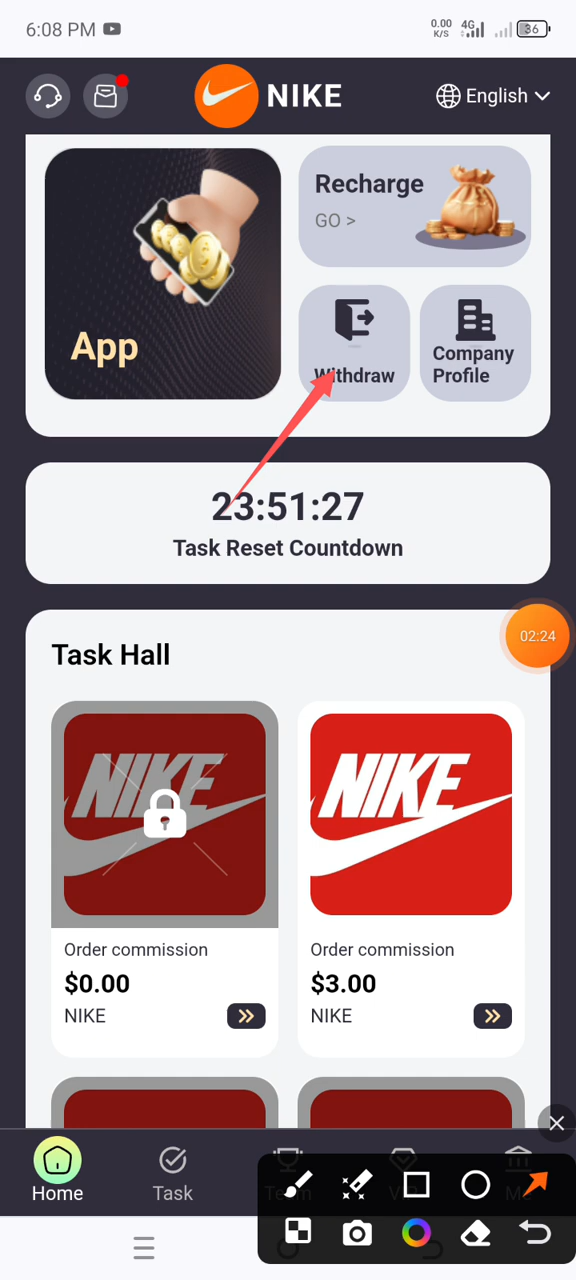 6:08 PM
0.00 K/S 4G 36
NIKE
English
Recharge
GO >
App
Withdraw
Company
Profile
23:51:27
Task Reset Countdown
02:24
Task Hall
NIKE NIKE
Order commission Order commission
$0.00 $3.00
NIKE NIKE
Home Task